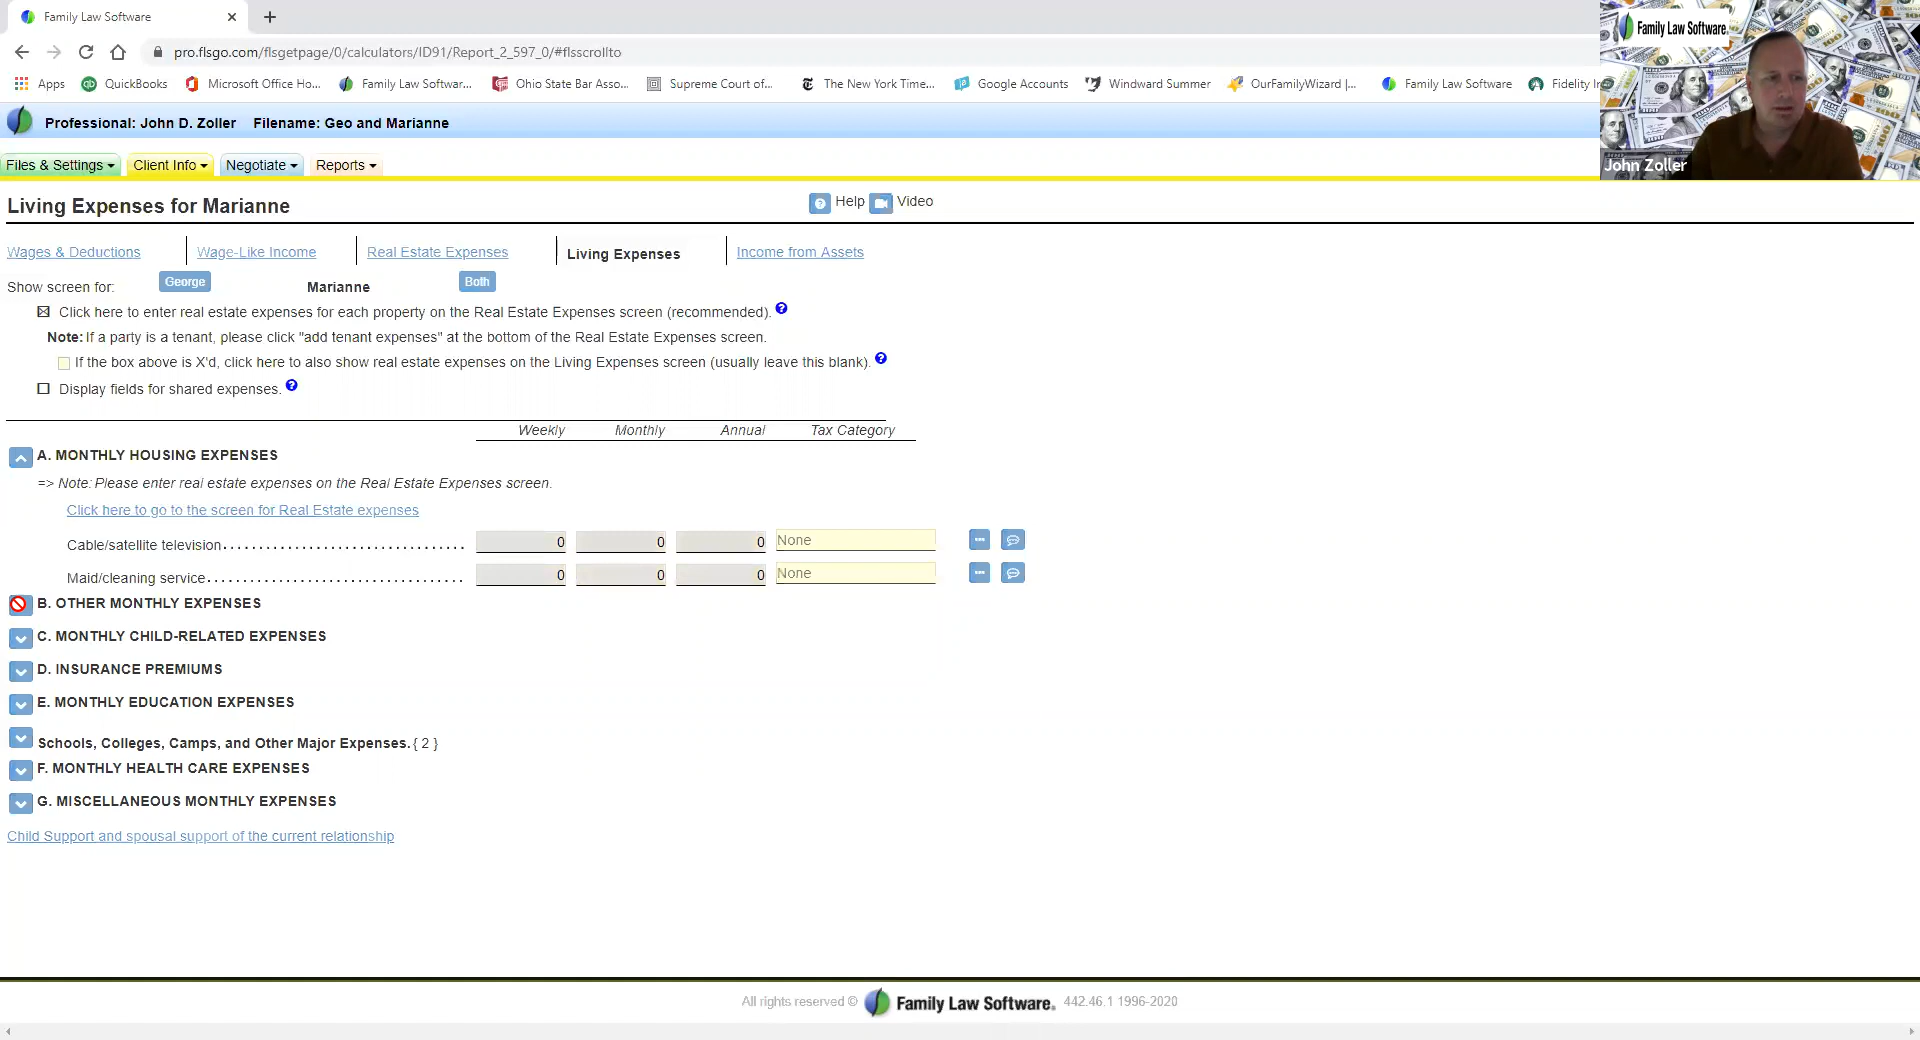 Family Law Software
pro.flsgo.com/flsgetpage/0/calculators/ID91/Report_2_597_0/#flsscrollto
Apps QuickBooks Microsoft Office Ho... Family Law Softwar... Ohio State Bar Asso... Supreme Court of... The New York Time... Google Accounts Windward Summer OurFamilyWizard |... Family Law Software Fidelity In
Family Law Software.
John Zoller
Professional: John D. Zoller Filename: Geo and Marianne
Files & Settings Client Info Negotiate Reports
Living Expenses for Marianne Help Video
Wages & Deductions Wage-Like Income Real Estate Expenses Living Expenses Income from Assets
Show screen for: George Marianne Both
Click here to enter real estate expenses for each property on the Real Estate Expenses screen (recommended).
Note: If a party is a tenant, please click "add tenant expenses" at the bottom of the Real Estate Expenses screen.
If the box above is X'd, click here to also show real estate expenses on the Living Expenses screen (usually leave this blank).
Display fields for shared expenses.
Weekly Monthly Annual Tax Category
A. MONTHLY HOUSING EXPENSES
=> Note: Please enter real estate expenses on the Real Estate Expenses screen.
Click here to go to the screen for Real Estate expenses
Cable/satellite television.................................. 0 0 0 None
Maid/cleaning service.................................... 0 0 0 None
B. OTHER MONTHLY EXPENSES
C. MONTHLY CHILD-RELATED EXPENSES
D. INSURANCE PREMIUMS
E. MONTHLY EDUCATION EXPENSES
Schools, Colleges, Camps, and Other Major Expenses. { 2 }
F. MONTHLY HEALTH CARE EXPENSES
G. MISCELLANEOUS MONTHLY EXPENSES
Child Support and spousal support of the current relationship
All rights reserved © Family Law Software. 442.46.1 1996-2020